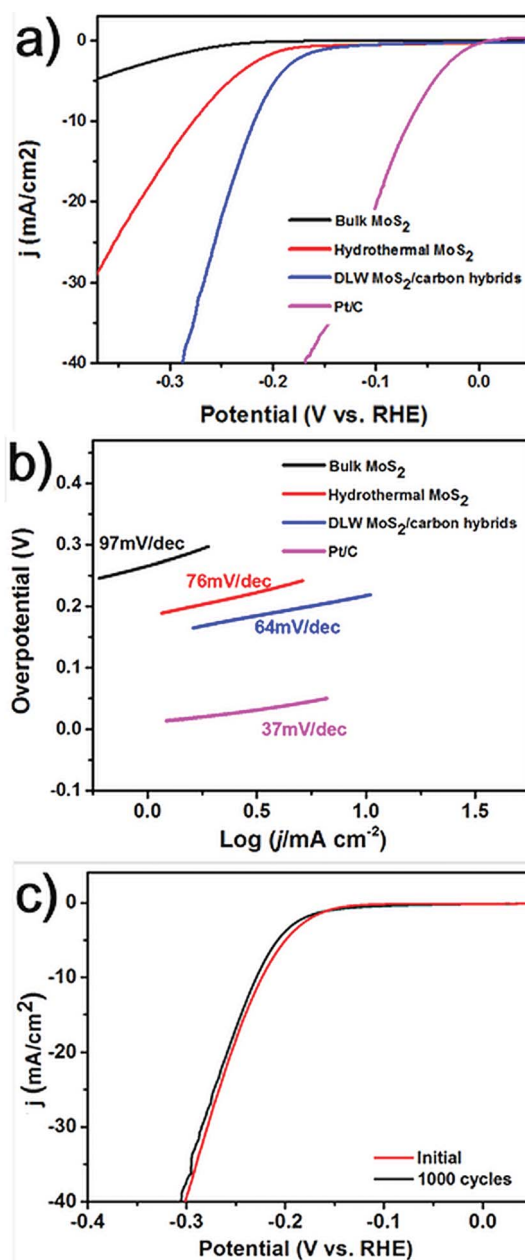 a)
0
-10
-20
-30
-40
j (mA/cm2)
Bulk MoS2
Hydrothermal MoS2
DLW MoS2/carbon hybrids
Pt/C
-0.3 -0.2 -0.1 0.0
Potential (V vs. RHE)
b)
0.4
0.3
0.2
0.1
0.0
-0.1
Overpotential (V)
Bulk MoS2
Hydrothermal MoS2
DLW MoS2/carbon hybrids
Pt/C
97mV/dec
76mV/dec
64mV/dec
37mV/dec
0.0 0.5 1.0 1.5
Log (j/mA cm-2)
c)
0
-10
-20
-30
-40
j (mA/cm2)
Initial
1000 cycles
-0.4 -0.3 -0.2 -0.1 0.0
Potential (V vs. RHE)